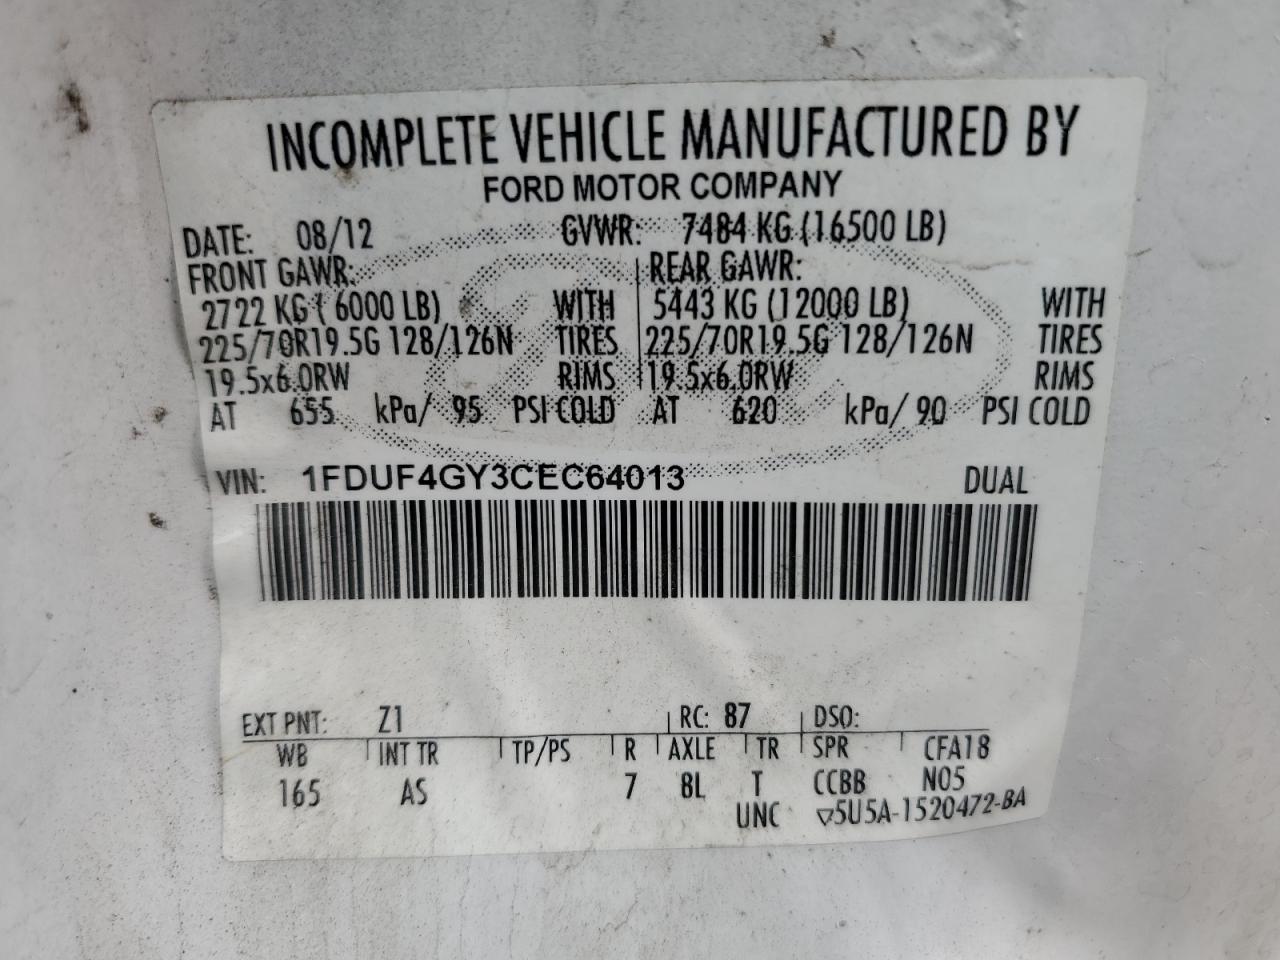 INCOMPLETE VEHICLE MANUFACTURED BY
FORD MOTOR COMPANY
DATE: 08/12 GVWR: 7484 KG (16500 LB)
FRONT GAWR: REAR GAWR:
2722 KG ( 6000 LB) WITH 5443 KG (12000 LB) WITH
225/70R19.5G 128/126N TIRES 225/70R19.5G 128/126N TIRES
19.5x6.0RW RIMS 19.5x6.0RW RIMS
AT 655 kPa/ 95 PSI COLD AT 620 kPa/ 90 PSI COLD
VIN: 1FDUF4GY3CEC64013 DUAL
EXT PNT: Z1 RC: 87 DSO:
WB INT TR TP/PS R AXLE TR SPR CFA18
165 AS 7 8L T CCBB N05
UNC ▽5U5A-1520472-BA